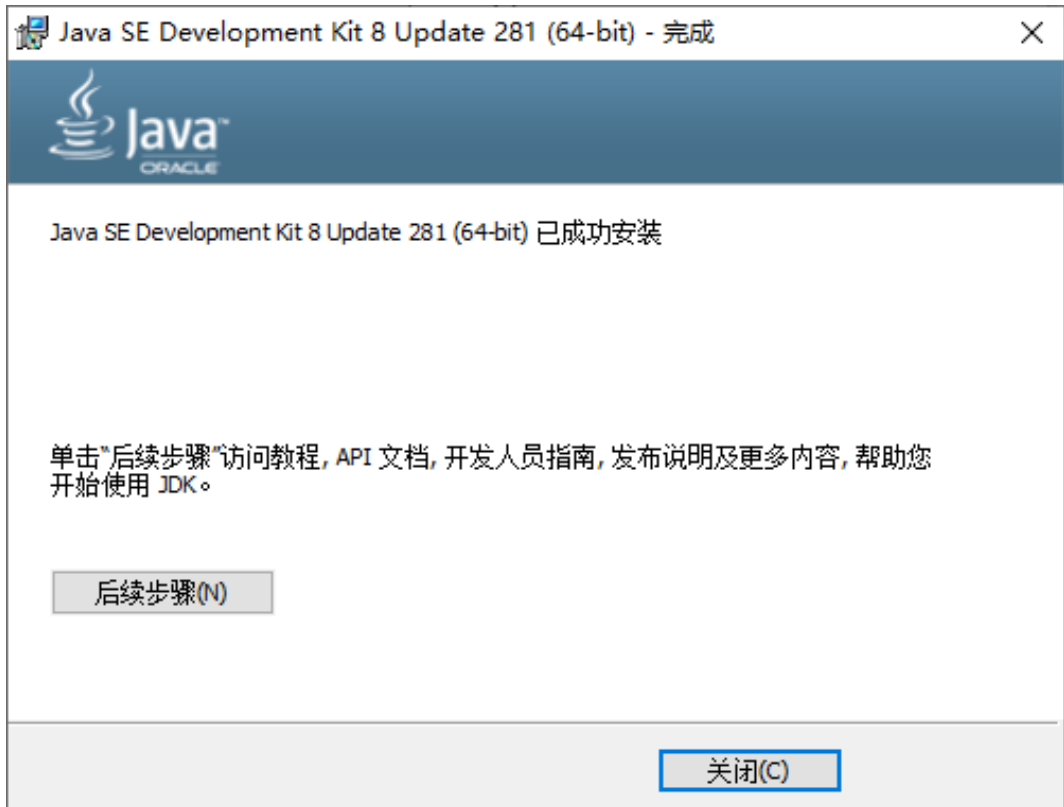 Java SE Development Kit 8 Update 281 (64-bit) - 完成
Java™
ORACLE
Java SE Development Kit 8 Update 281 (64-bit) 已成功安装
单击“后续步骤”访问教程, API 文档, 开发人员指南, 发布说明及更多内容, 帮助您
开始使用 JDK。
后续步骤(N)
关闭(C)